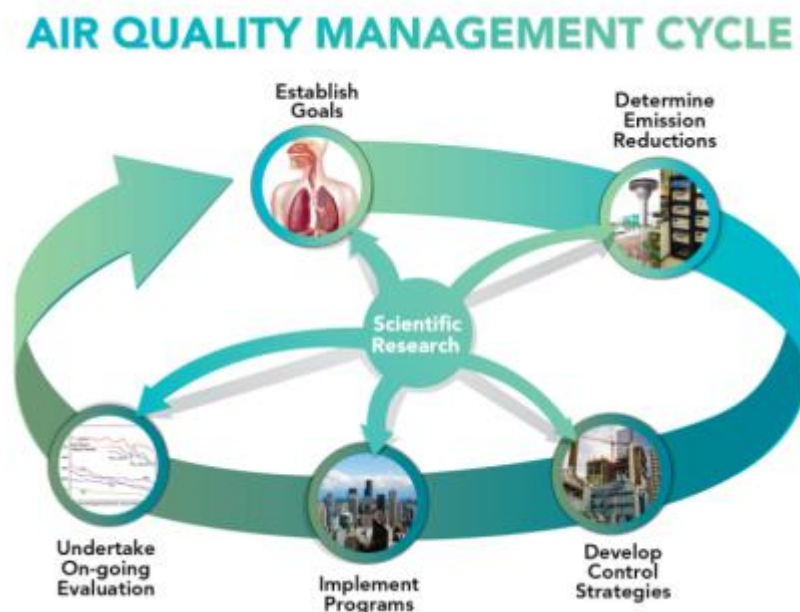 AIR QUALITY MANAGEMENT CYCLE
Establish
Goals
Determine
Emission
Reductions
Scientific
Research
Undertake
On-going
Evaluation
Implement
Programs
Develop
Control
Strategies